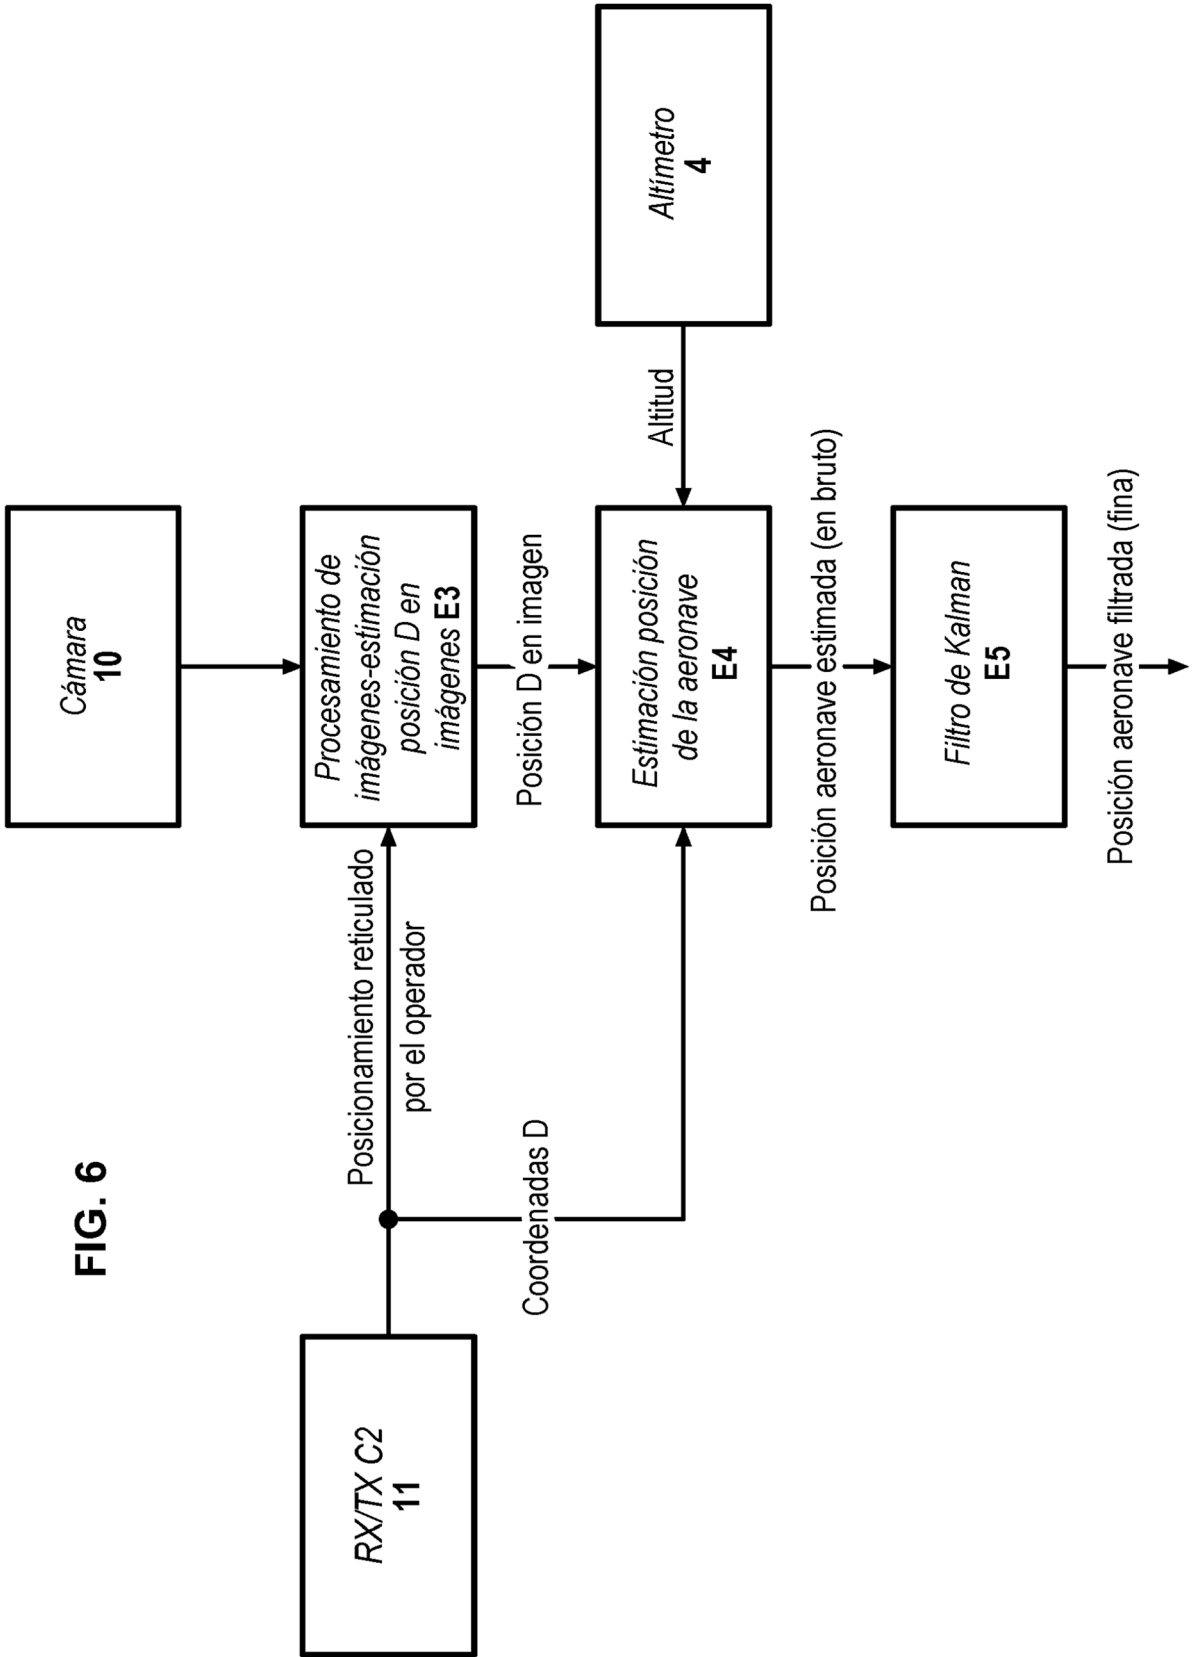 FIG. 6
Cámara
10
RX/TX C2
11
Posicionamiento reticulado
por el operador
Procesamiento de
imágenes-estimación
posición D en
imágenes E3
Coordenadas D
Posición D en imagen
Estimación posición
de la aeronave
E4
Altitud
Altímetro
4
Posición aeronave estimada (en bruto)
Filtro de Kalman
E5
Posición aeronave filtrada (fina)